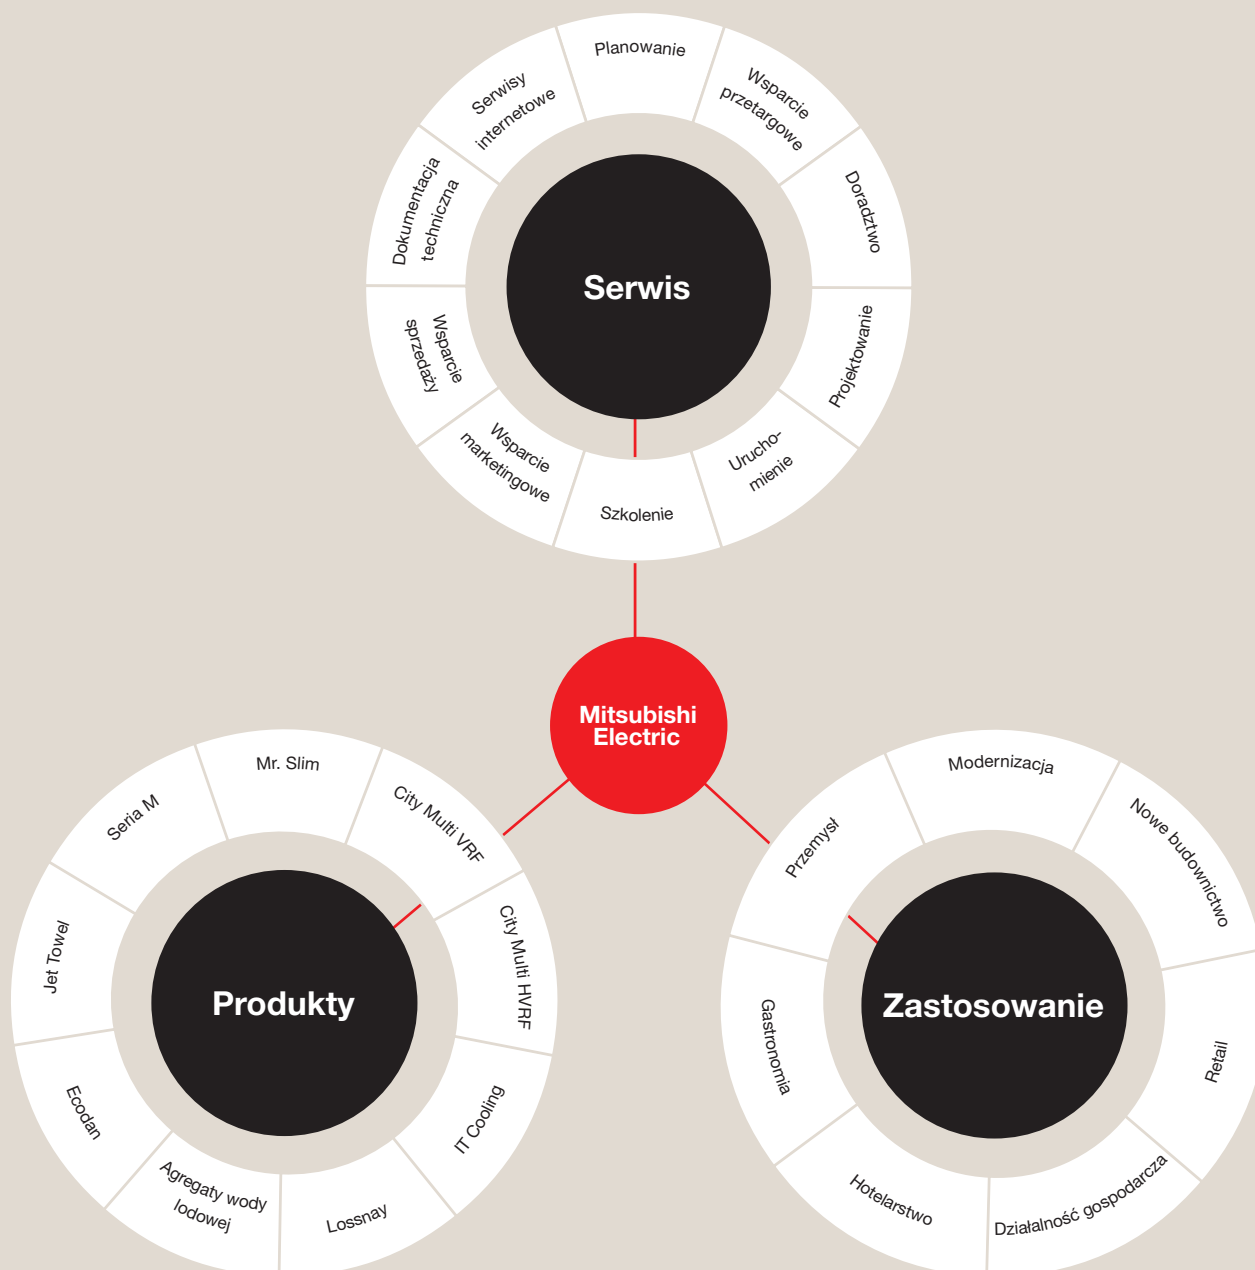 Planowanie
Wsparcie
przetargowe
Doradztwo
Projektowanie
Urucho-
mienie
Szkolenie
Wsparcie
marketingowe
Wsparcie
sprzedaży
Dokumentacja
techniczna
Serwisy
internetowe
Serwis
Mitsubishi
Electric
Mr. Slim
City Multi VRF
City Multi HVRF
IT Cooling
Lossnay
Agregaty wody
lodowej
Ecodan
Jet Towel
Seria M
Produkty
Modernizacja
Nowe budownictwo
Retail
Działalność gospodarcza
Hotelarstwo
Gastronomia
Przemysł
Zastosowanie